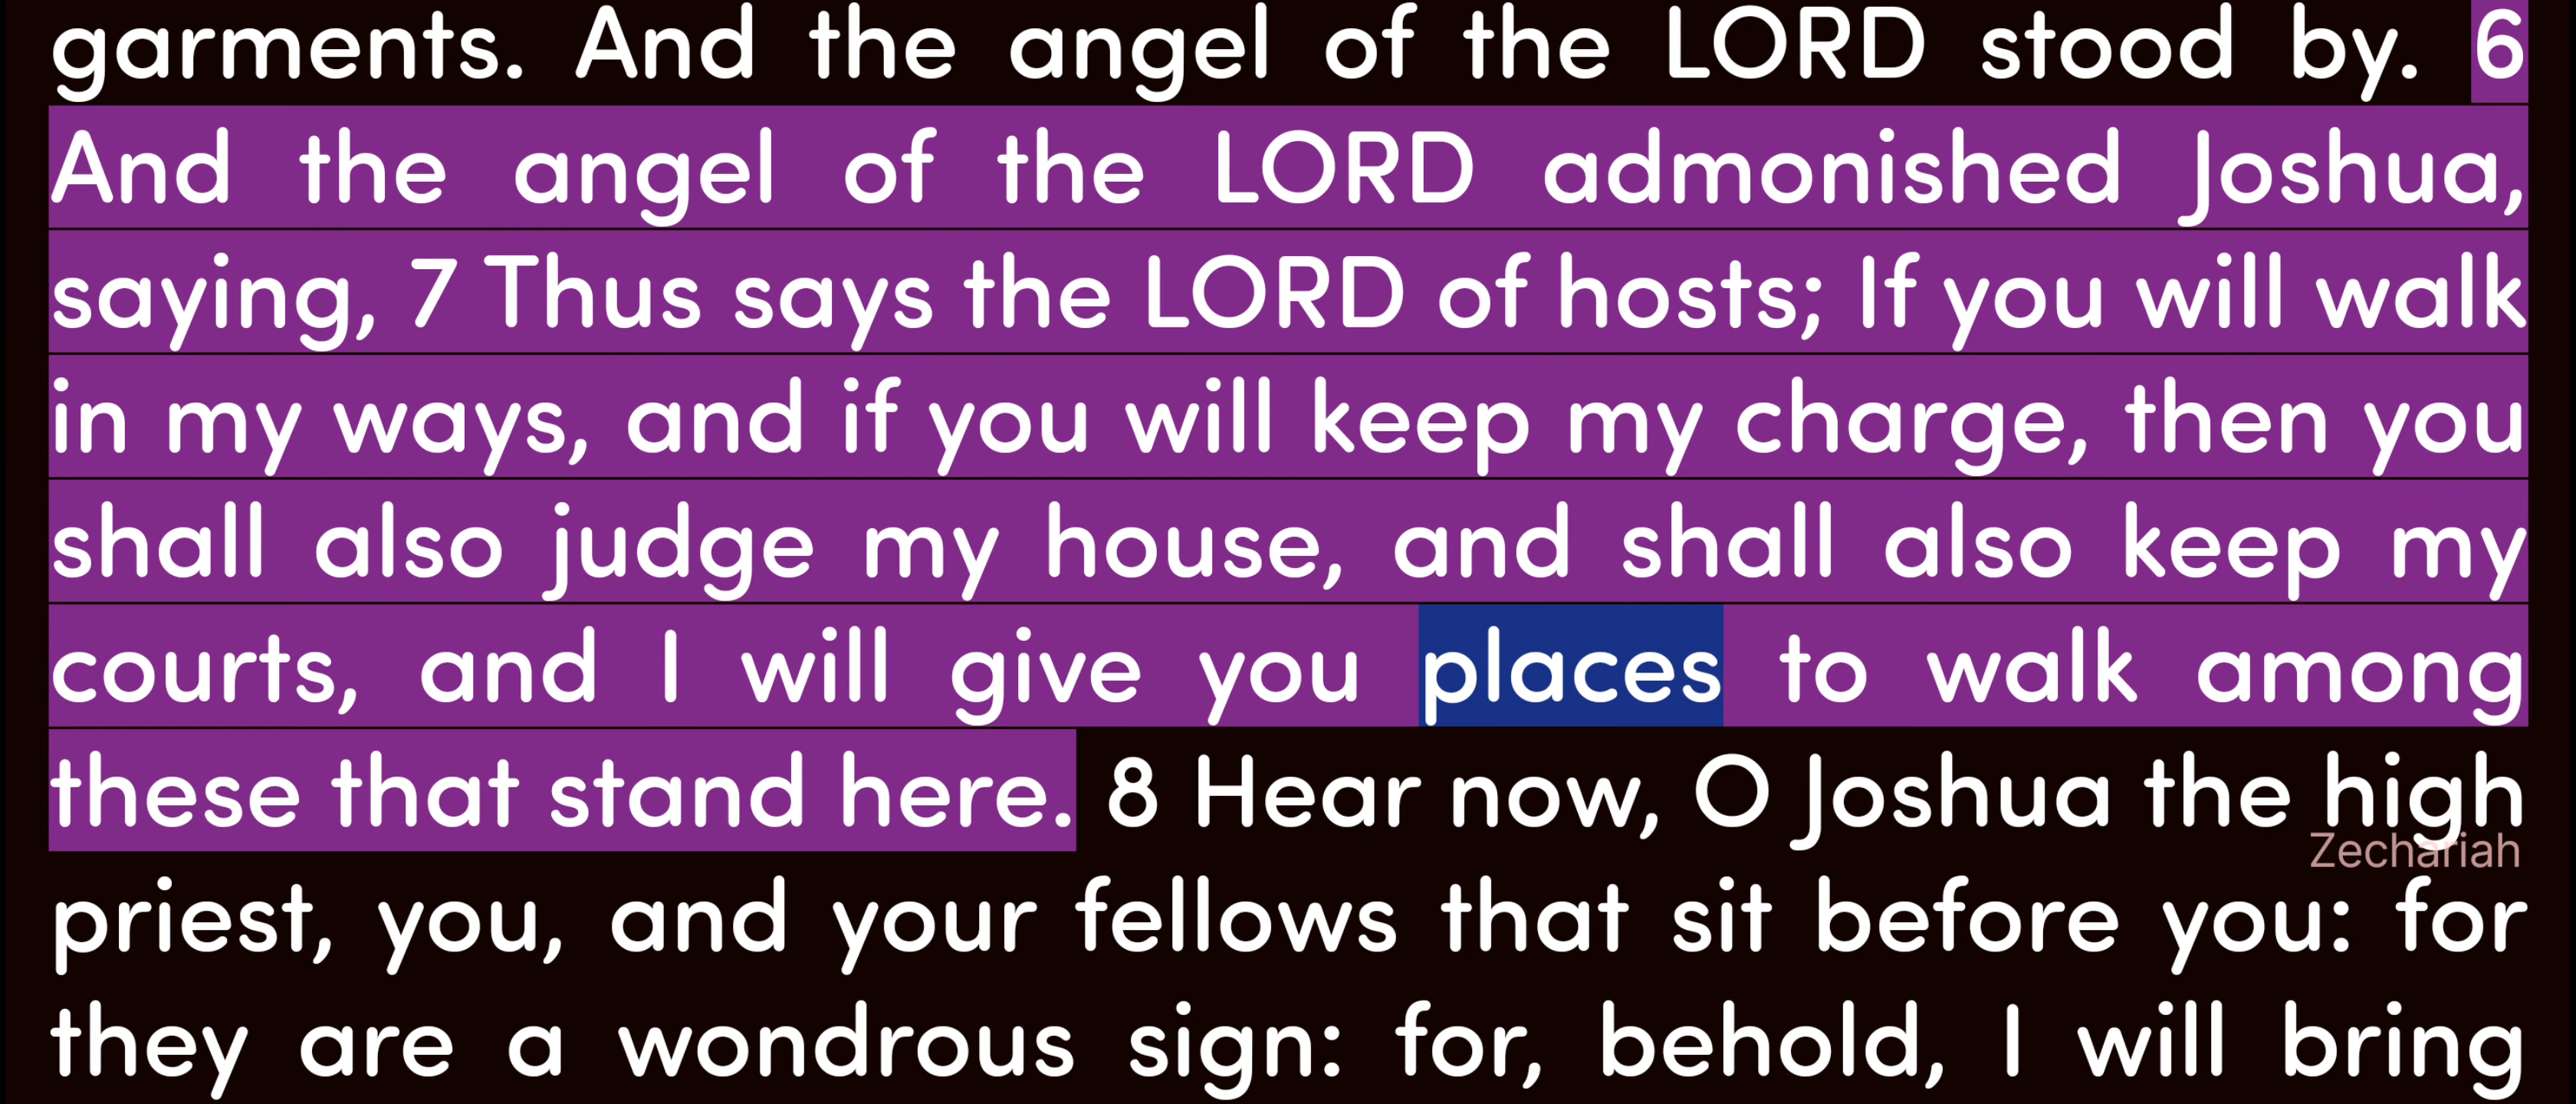 garments. And the angel of the LORD stood by. 6
And the angel of the LORD admonished Joshua,
saying, 7 Thus says the LORD of hosts; If you will walk
in my ways, and if you will keep my charge, then you
shall also judge my house, and shall also keep my
courts, and I will give you places to walk among
these that stand here. 8 Hear now, O Joshua the high
Zechariah
priest, you, and your fellows that sit before you: for
they are a wondrous sign: for, behold, I will bring